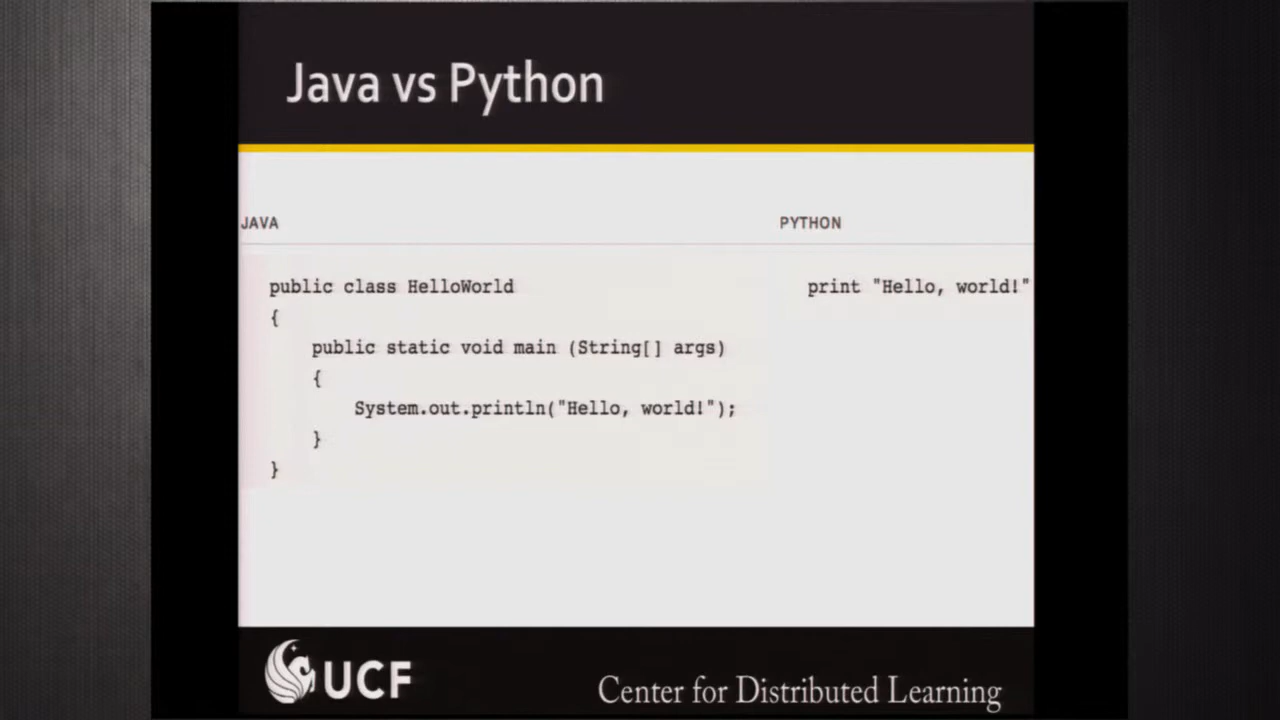 Java vs Python
JAVA
PYTHON
public class HelloWorld
{
public static void main (String[] args)
{
System.out.println("Hello, world!");
}
}
print "Hello, world!"
UCF
Center for Distributed Learning